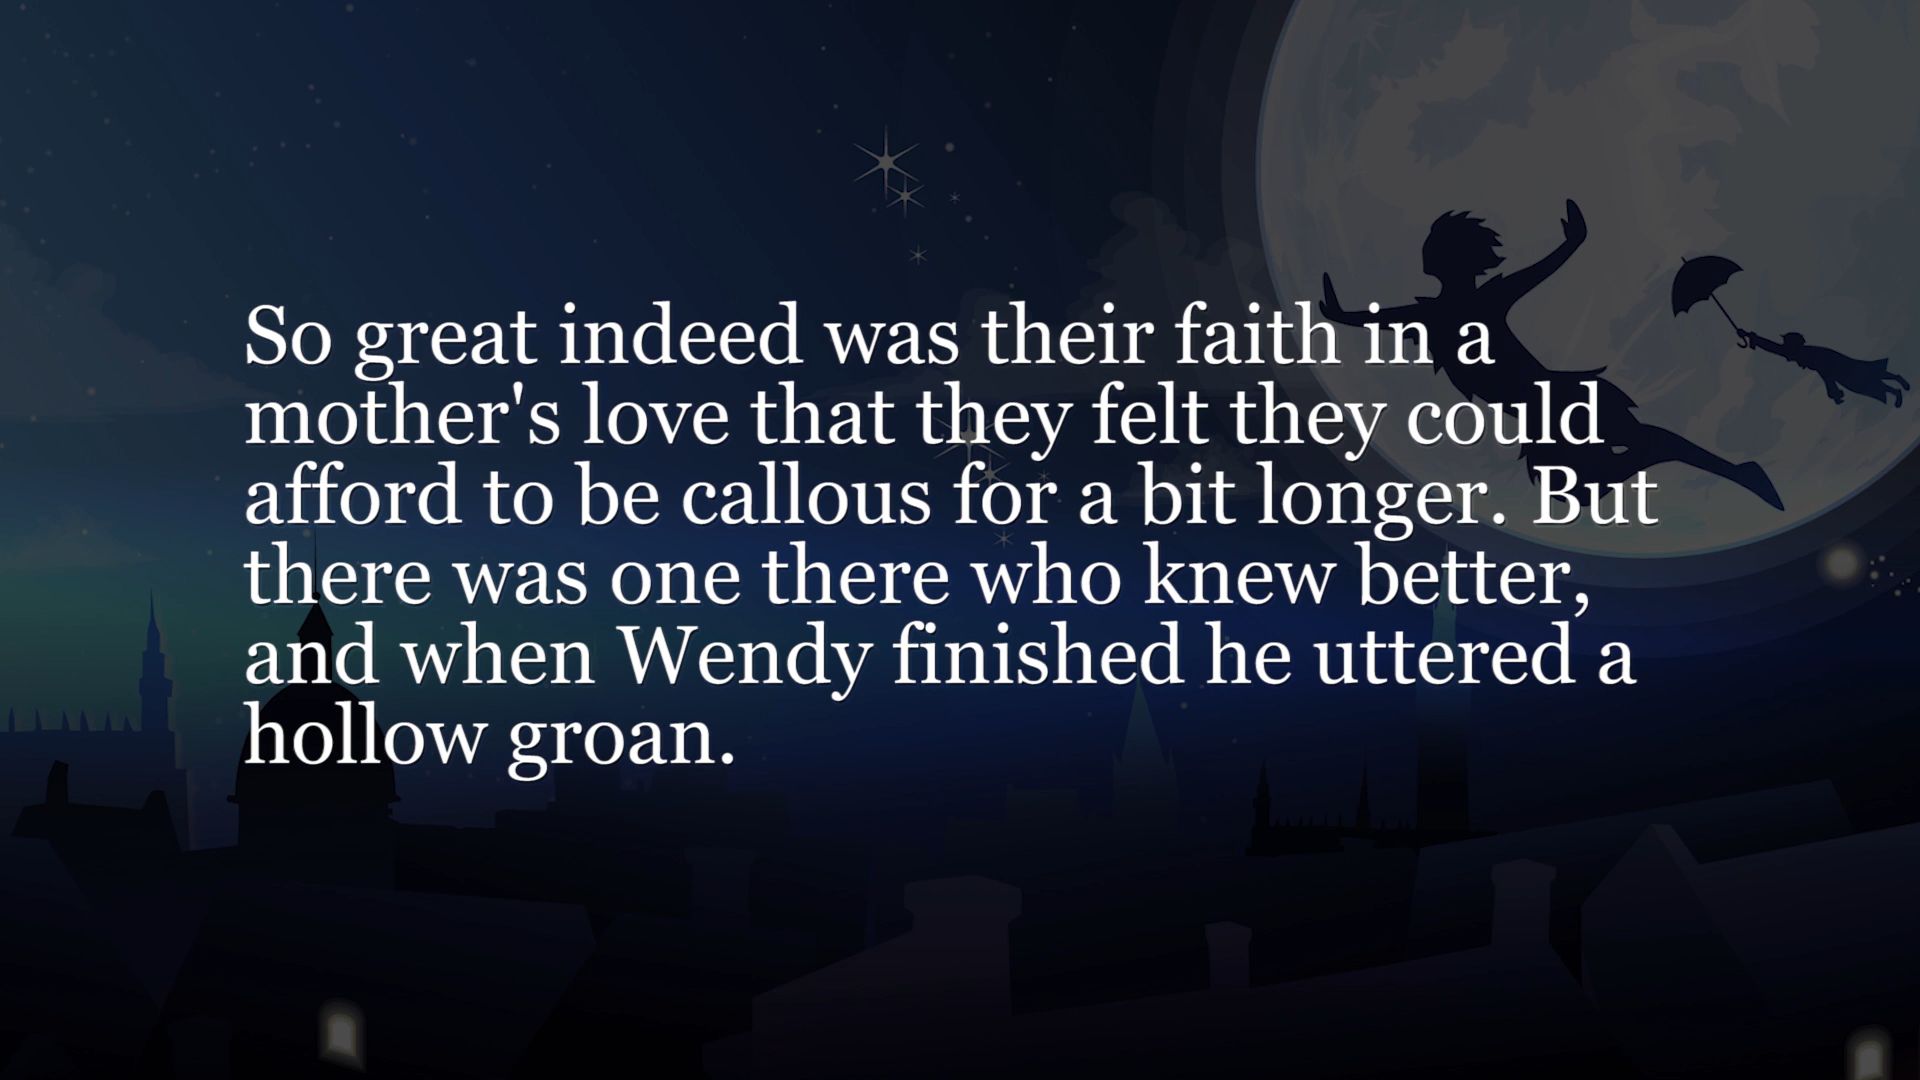 So great indeed was their faith in a
mother's love that they felt they could
afford to be callous for a bit longer. But
there was one there who knew better,
and when Wendy finished he uttered a
hollow groan.